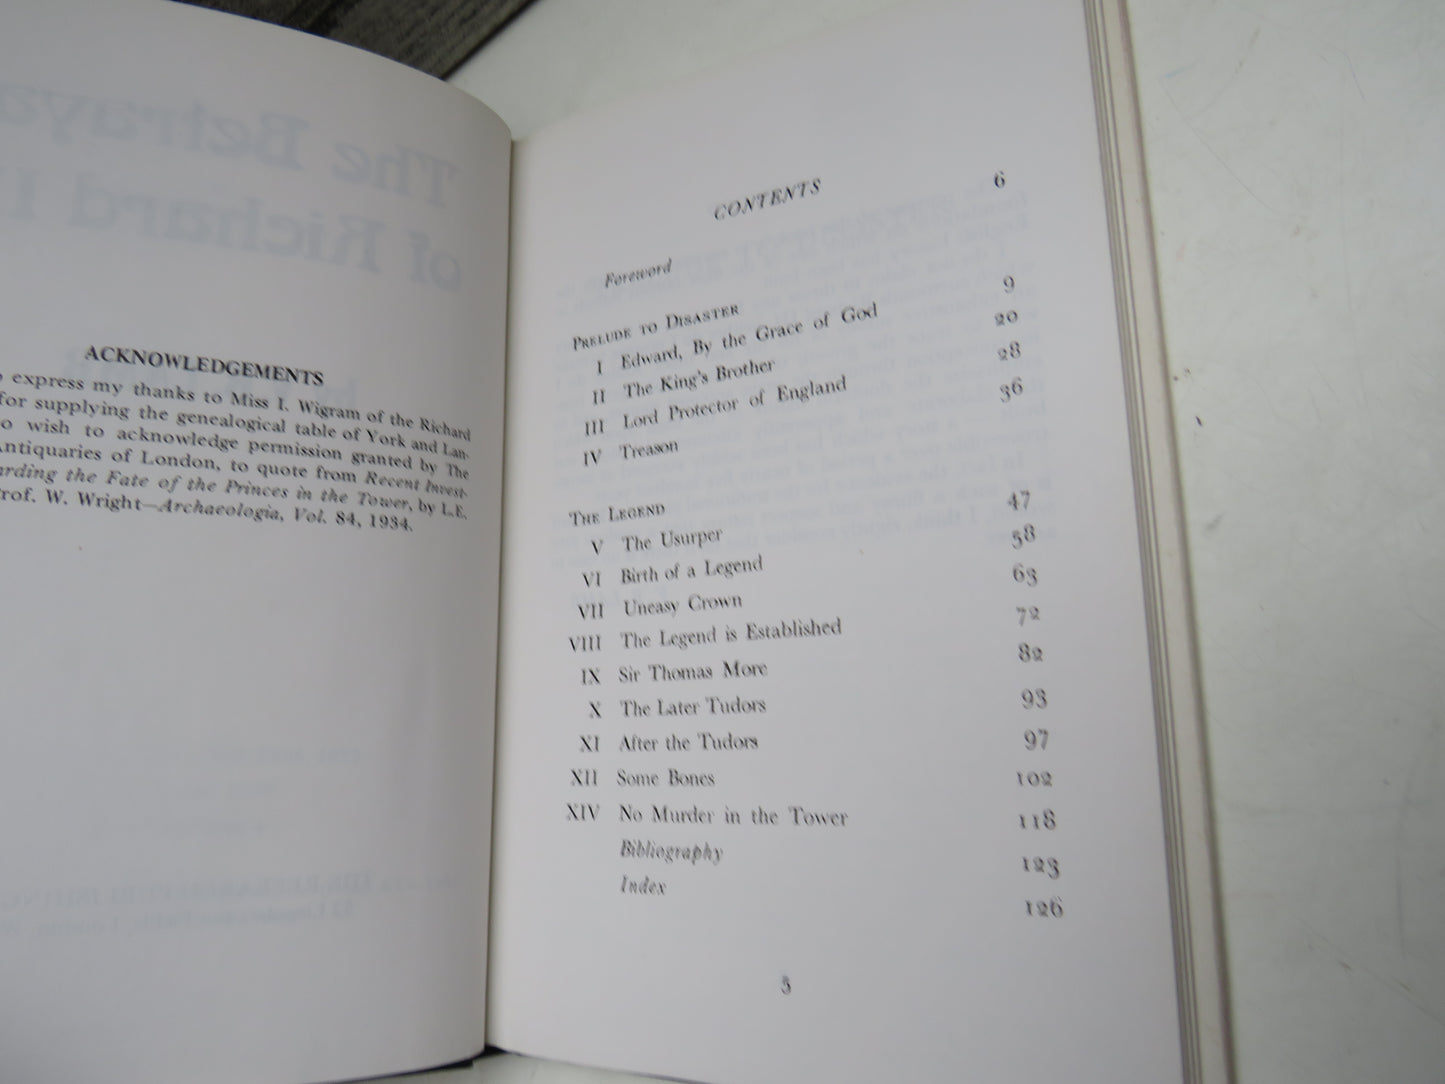 ACKNOWLEDGEMENTS
o express my thanks to Miss I. Wigram of the Richard
for supplying the genealogical table of York and Lan-
o wish to acknowledge permission granted by The
Antiquaries of London, to quote from Recent Invest-
arding the Fate of the Princes in the Tower, by L.E.
Prof. W. Wright—Archaeologia, Vol. 84, 1934.
CONTENTS
Foreword 6
PRELUDE TO DISASTER
I Edward, By the Grace of God 9
II The King's Brother 20
III Lord Protector of England 28
IV Treason 36
THE LEGEND
V The Usurper 47
VI Birth of a Legend 58
VII Uneasy Crown 63
VIII The Legend is Established 72
IX Sir Thomas More 82
X The Later Tudors 93
XI After the Tudors 97
XII Some Bones 102
XIV No Murder in the Tower 118
Bibliography 123
Index 126
5